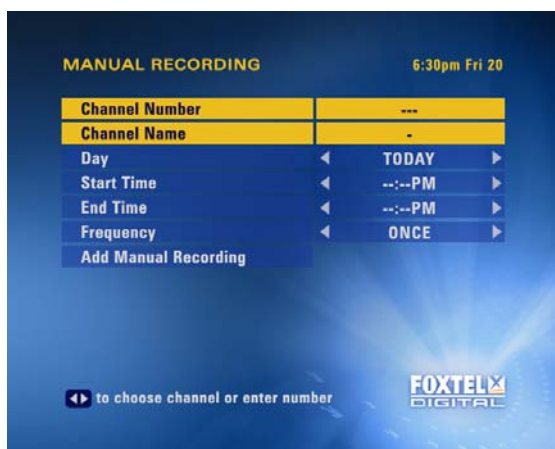 MANUAL RECORDING 6:30pm Fri 20
Channel Number ---
Channel Name -
Day TODAY
Start Time --:--PM
End Time --:--PM
Frequency ONCE
Add Manual Recording
to choose channel or enter number
FOXTEL
DIGITAL